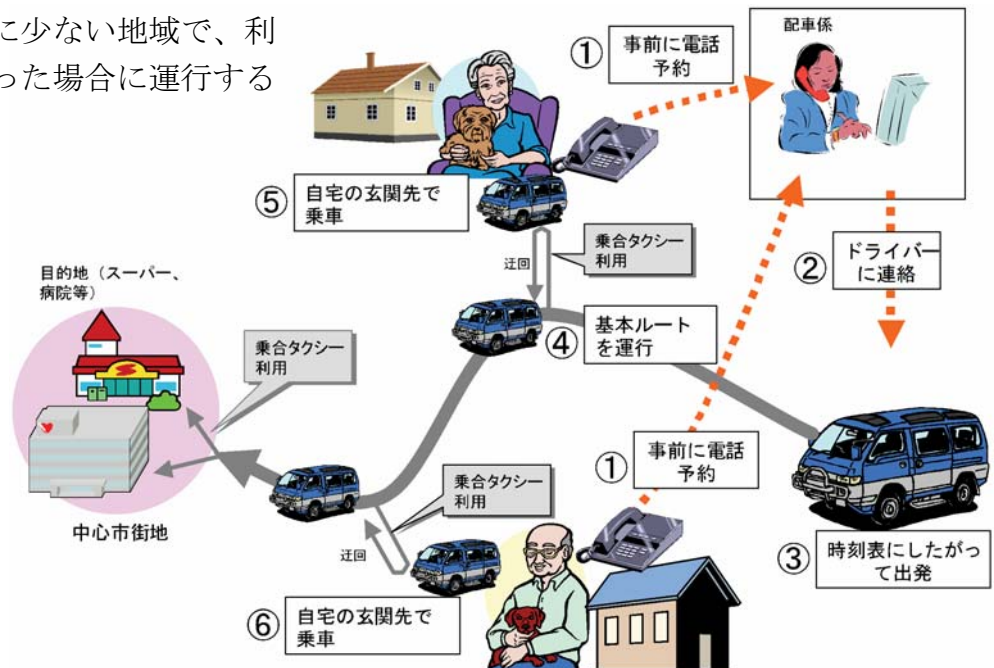 に少ない地域で、利
った場合に運行する
配車係
① 事前に電話
予約
⑤ 自宅の玄関先で
乗車
乗合タクシー
利用
迂回
② ドライバー
に連絡
目的地（スーパー、
病院等）
乗合タクシー
利用
④ 基本ルート
を運行
① 事前に電話
予約
乗合タクシー
利用
中心市街地
迂回
③ 時刻表にしたがっ
て出発
⑥ 自宅の玄関先で
乗車